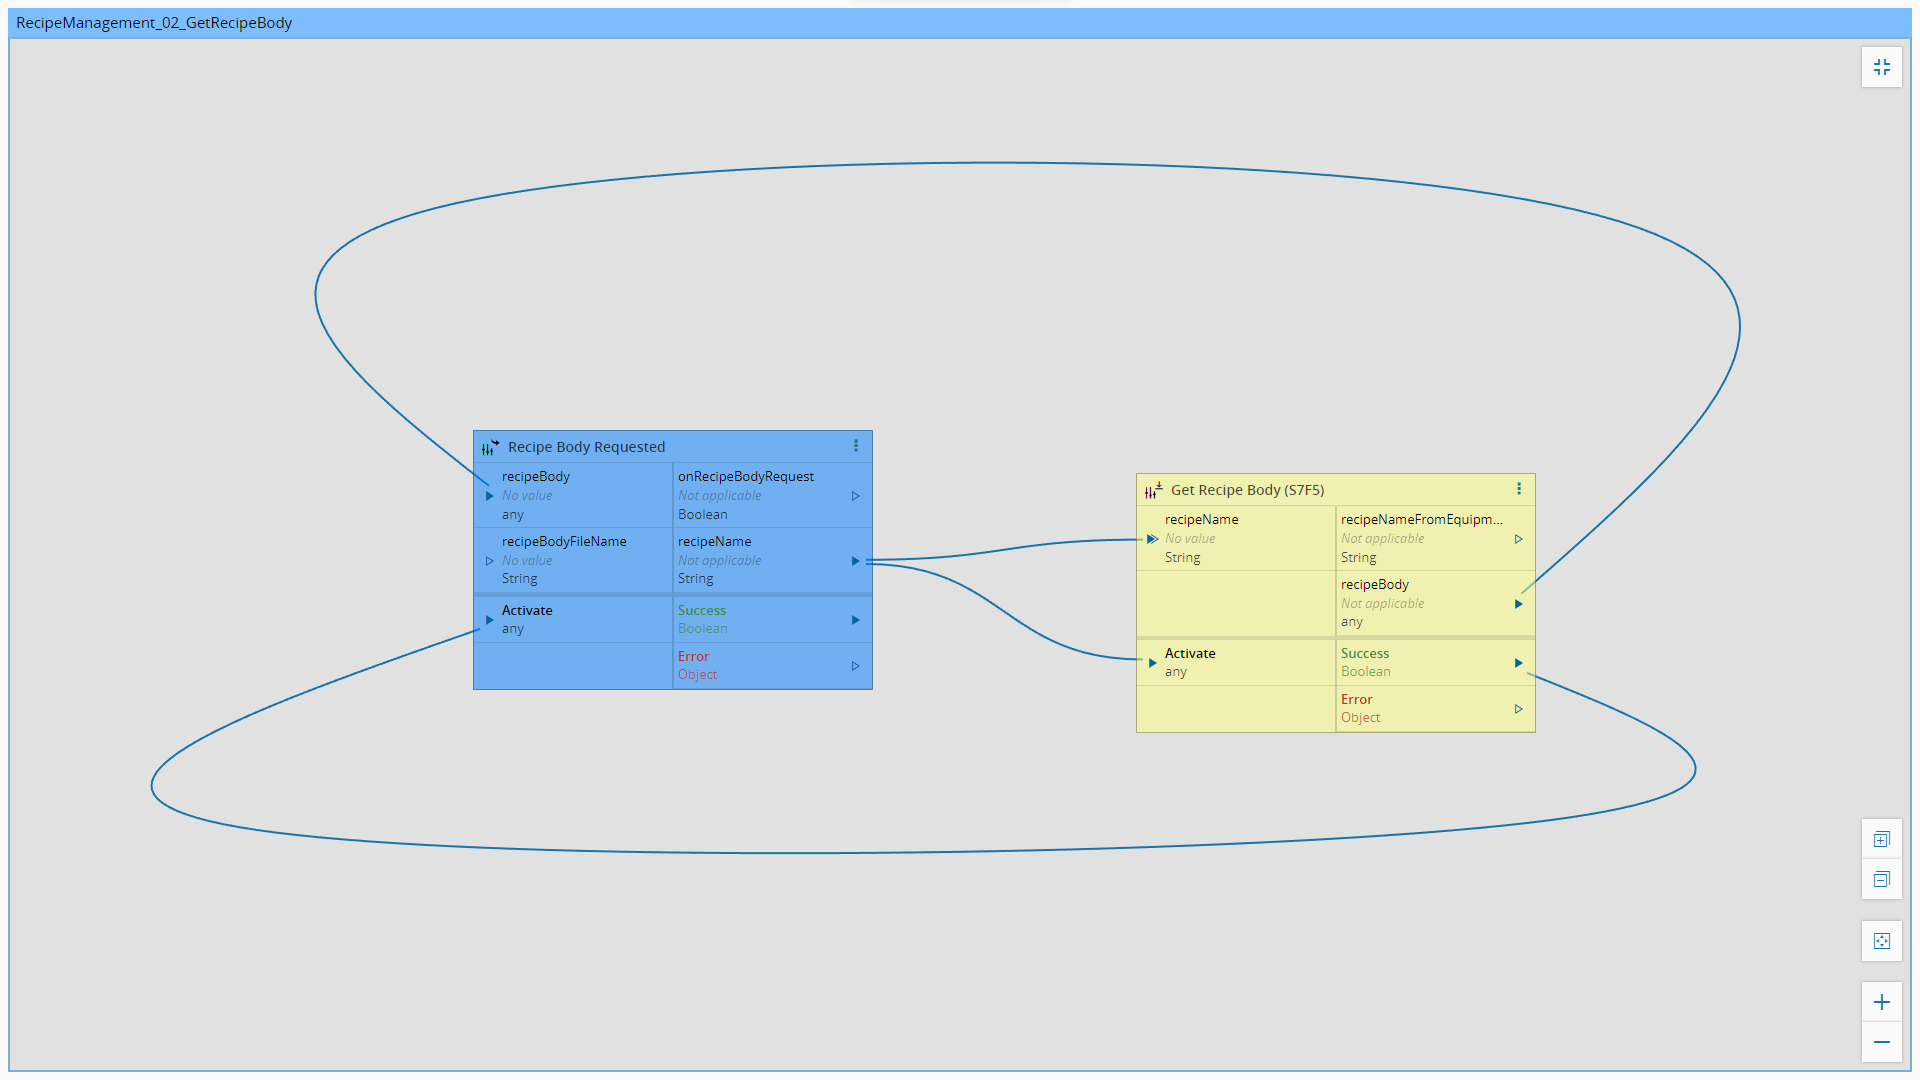 RecipeManagement_02_GetRecipeBody
Recipe Body Requested
recipeBody
No value
any
onRecipeBodyRequest
Not applicable
Boolean
recipeBodyFileName
No value
String
recipeName
Not applicable
String
Activate
any
Success
Boolean
Error
Object
Get Recipe Body (S7F5)
recipeName
No value
String
recipeNameFromEquipm...
Not applicable
String
recipeBody
Not applicable
any
Activate
any
Success
Boolean
Error
Object